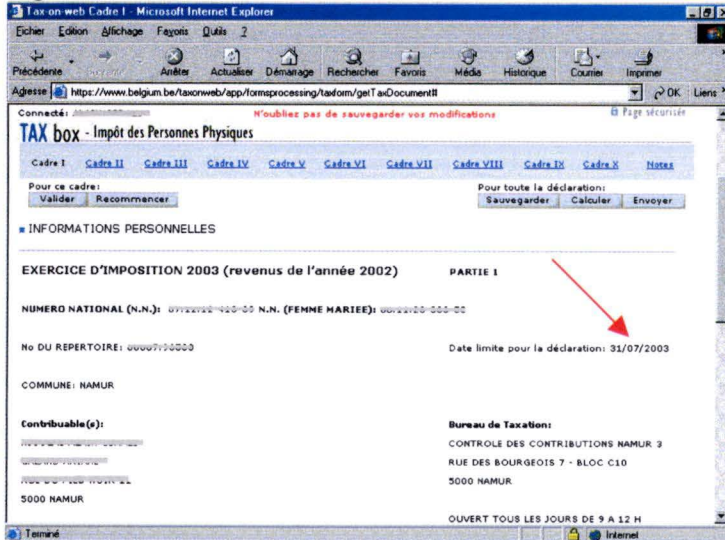 Tax-on-web Cadre I - Microsoft Internet Explorer
Fichier Edition Affichage Favoris Outils ?
Précédente Arrêter Actualiser Démarrage Rechercher Favoris Média Historique Courrier Imprimer
Adresse https://www.belgium.be/taxonweb/app/formsprocessing/taxform/getTaxDocument# OK Liens
Connecté: N'oubliez pas de sauvegarder vos modifications Page sécurisée
TAX box - Impôt des Personnes Physiques
Cadre I Cadre II Cadre III Cadre IV Cadre V Cadre VI Cadre VII Cadre VIII Cadre IX Cadre X Notes
Pour ce cadre: Pour toute la déclaration:
Valider Recommencer Sauvegarder Calculer Envoyer
INFORMATIONS PERSONNELLES
EXERCICE D'IMPOSITION 2003 (revenus de l'année 2002) PARTIE 1
NUMERO NATIONAL (N.N.): N.N. (FEMME MARIEE):
No DU REPERTOIRE: Date limite pour la déclaration: 31/07/2003
COMMUNE: NAMUR
Contribuable(s): Bureau de Taxation:
CONTROLE DES CONTRIBUTIONS NAMUR 3
RUE DES BOURGEOIS 7 - BLOC C10
5000 NAMUR 5000 NAMUR
OUVERT TOUS LES JOURS DE 9 A 12 H
Terminé Internet